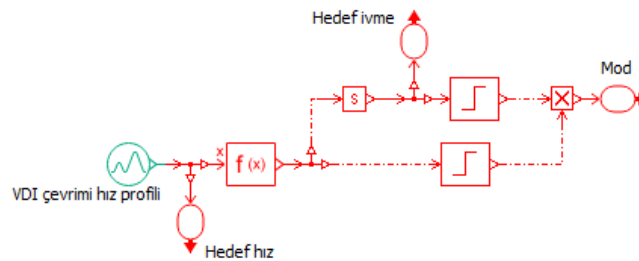 Hedef ivme
Mod
s
x
f(x)
VDI çevrimi hız profili
Hedef hız